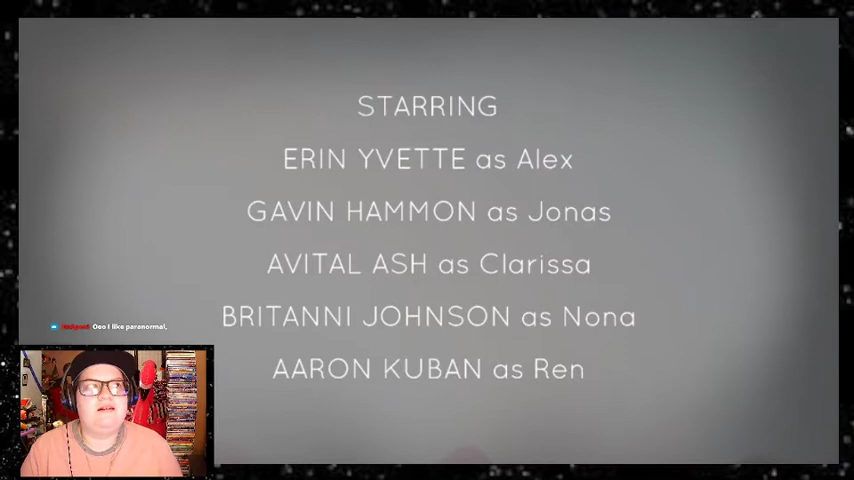 STARRING
ERIN YVETTE as Alex
GAVIN HAMMON as Jonas
AVITAL ASH as Clarissa
BRITANNI JOHNSON as Nona
AARON KUBAN as Ren
Ooo I like paranormal,